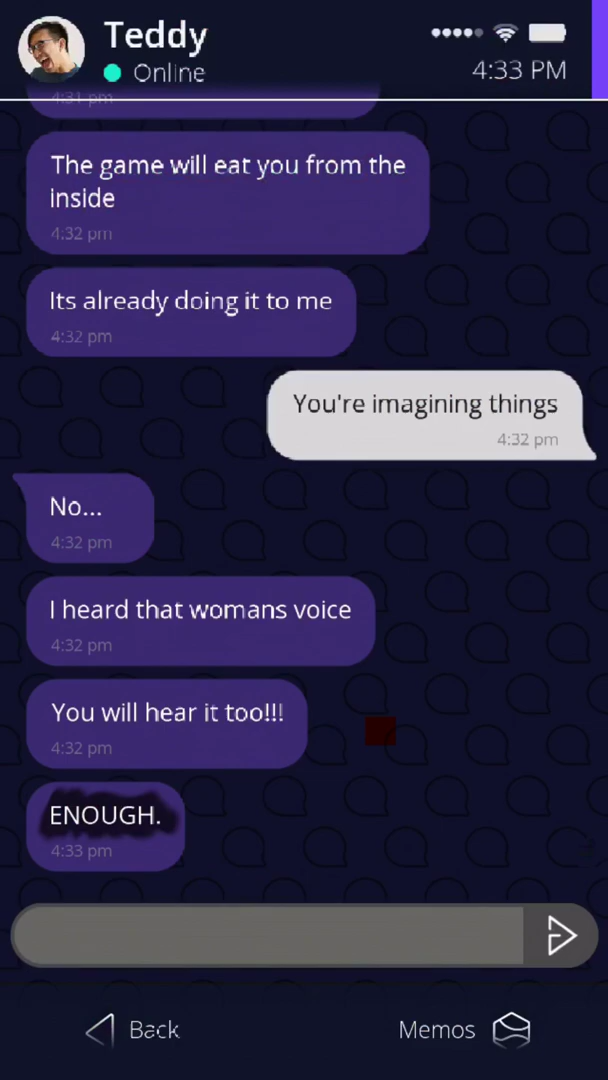 Teddy
Online
4:33 PM
4:31 pm
The game will eat you from the
inside
4:32 pm
Its already doing it to me
4:32 pm
You're imagining things
4:32 pm
No...
4:32 pm
I heard that womans voice
4:32 pm
You will hear it too!!!
4:32 pm
ENOUGH.
4:33 pm
Back
Memos